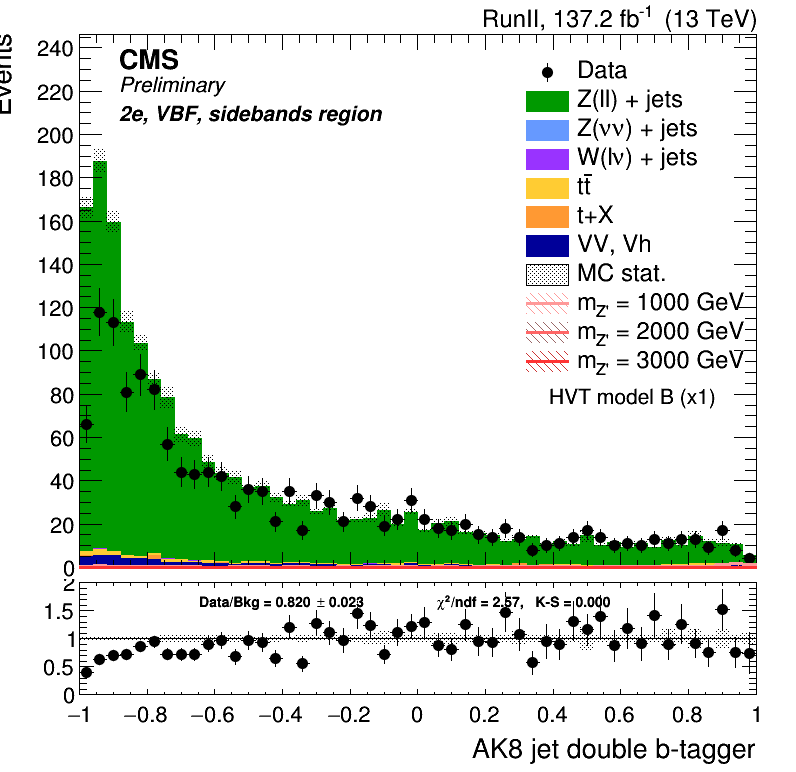 RunII, 137.2 fb⁻¹ (13 TeV)
Events
CMS
Preliminary
2e, VBF, sidebands region
Data
Z(ll) + jets
Z(νν) + jets
W(lν) + jets
tt̄
t+X
VV, Vh
MC stat.
m_Z' = 1000 GeV
m_Z' = 2000 GeV
m_Z' = 3000 GeV
HVT model B (x1)
240
220
200
180
160
140
120
100
80
60
40
20
0
Data/Bkg = 0.820 ± 0.023 χ²/ndf = 2.57, K-S = 0.000
2
1.5
1
0.5
0
−1 −0.8 −0.6 −0.4 −0.2 0 0.2 0.4 0.6 0.8 1
AK8 jet double b-tagger